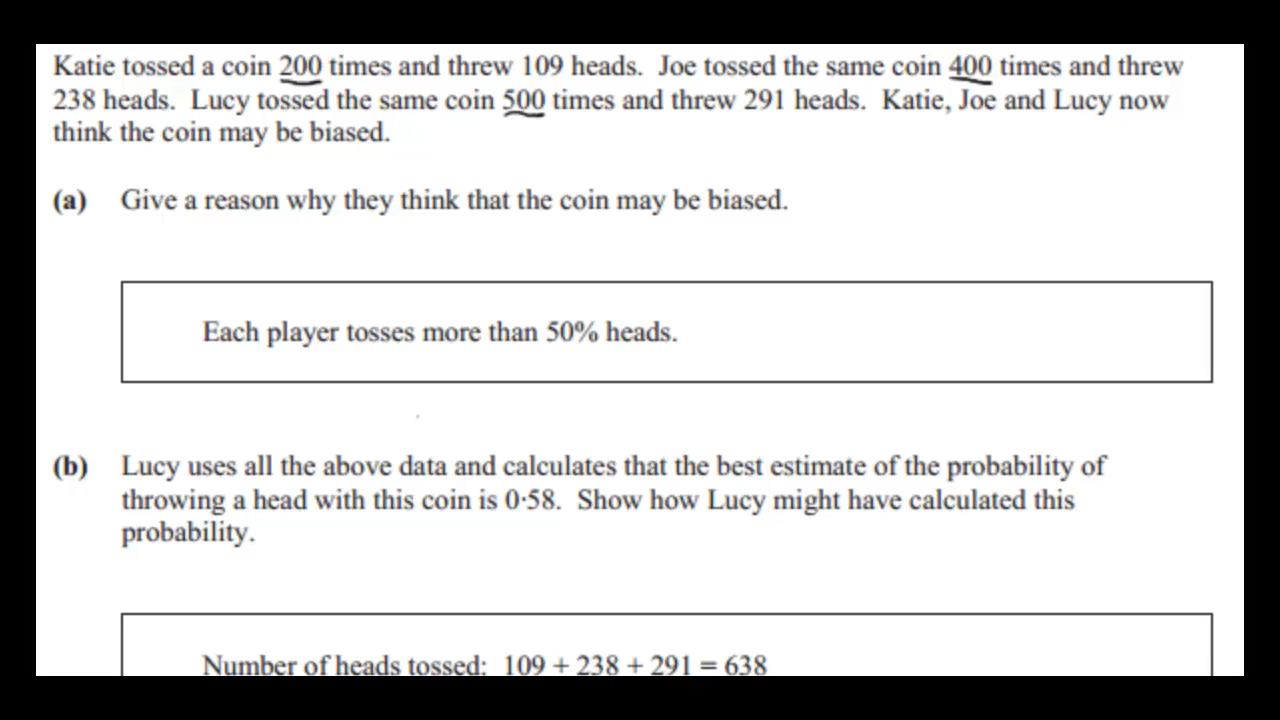 Katie tossed a coin 200 times and threw 109 heads. Joe tossed the same coin 400 times and threw
238 heads. Lucy tossed the same coin 500 times and threw 291 heads. Katie, Joe and Lucy now
think the coin may be biased.
(a) Give a reason why they think that the coin may be biased.
Each player tosses more than 50% heads.
(b) Lucy uses all the above data and calculates that the best estimate of the probability of
throwing a head with this coin is 0·58. Show how Lucy might have calculated this
probability.
Number of heads tossed: 109 + 238 + 291 = 638